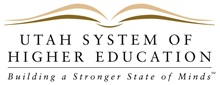 UTAH SYSTEM OF
HIGHER EDUCATION
Building a Stronger State of Minds™